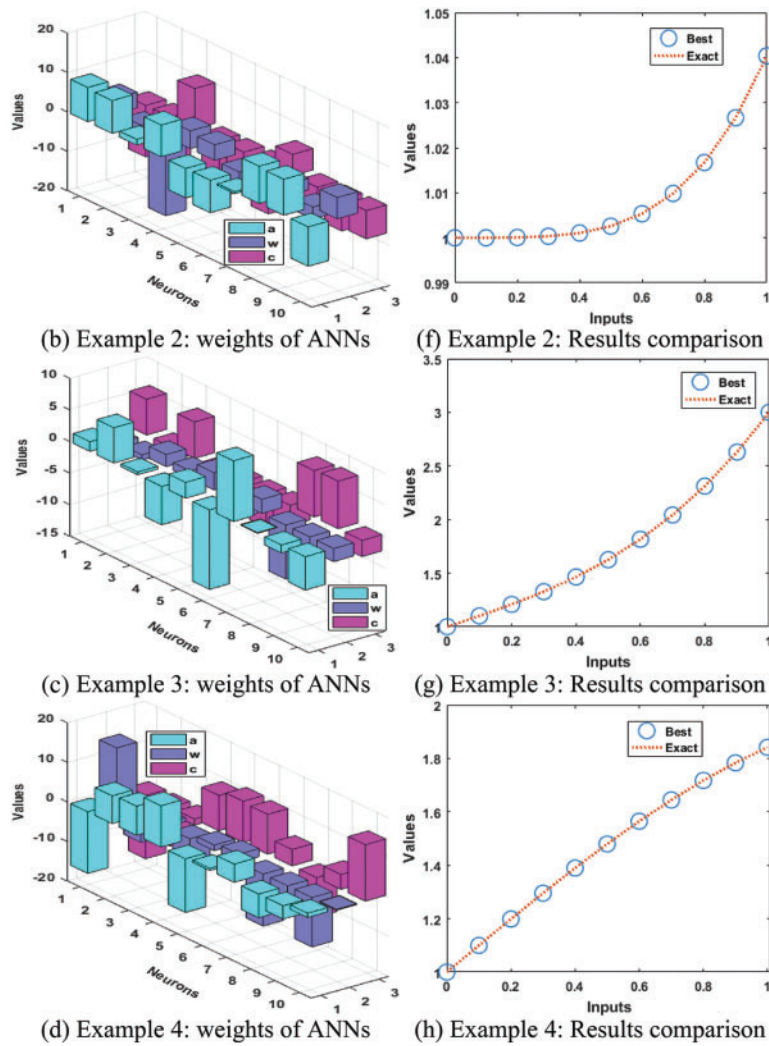 20
10
0
-10
-20
Values
1 2 3 4 5 6 7 8 9 10
Neurons
1 2 3
a
w
c
1.05
1.04
1.03
1.02
1.01
1
0.99
Values
0 0.2 0.4 0.6 0.8 1
Inputs
Best
Exact
(b) Example 2: weights of ANNs
(f) Example 2: Results comparison
10
5
0
-5
-10
-15
Values
1 2 3 4 5 6 7 8 9 10
Neurons
1 2 3
a
w
c
3.5
3
2.5
2
1.5
1
Values
0 0.2 0.4 0.6 0.8 1
Inputs
Best
Exact
(c) Example 3: weights of ANNs
(g) Example 3: Results comparison
20
10
0
-10
-20
Values
1 2 3 4 5 6 7 8 9 10
Neurons
1 2 3
a
w
c
2
1.8
1.6
1.4
1.2
1
Values
0 0.2 0.4 0.6 0.8 1
Inputs
Best
Exact
(d) Example 4: weights of ANNs
(h) Example 4: Results comparison